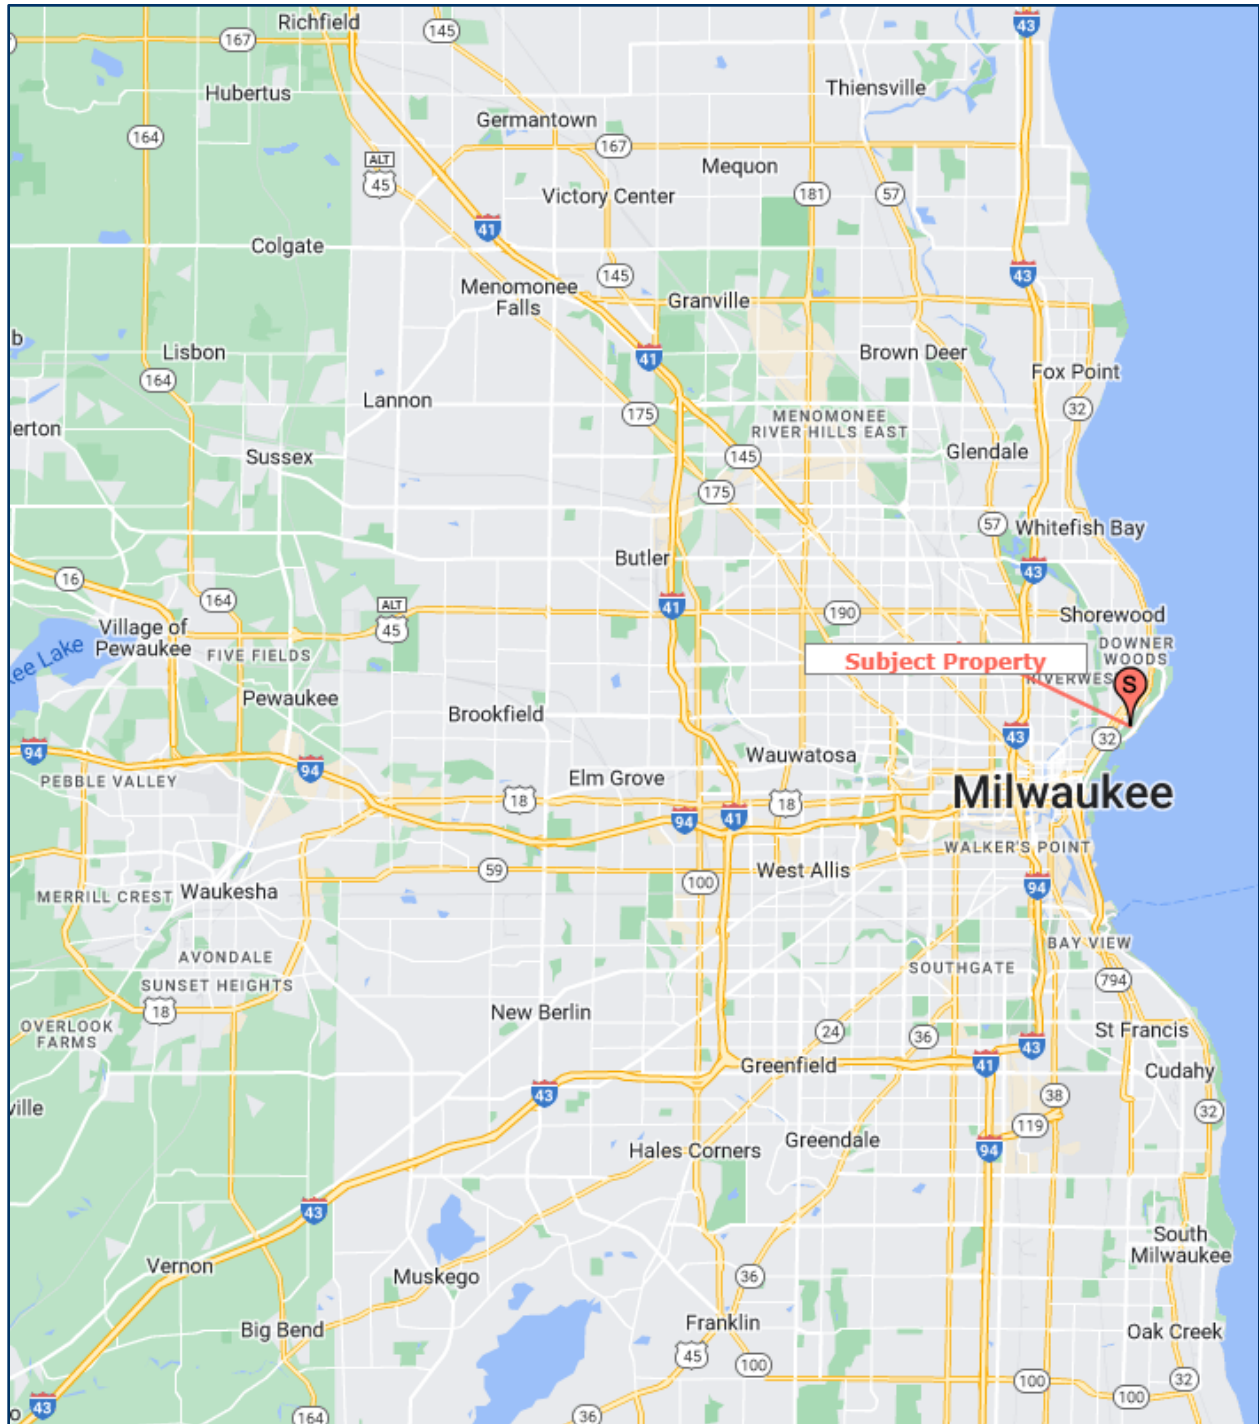 Richfield
145
43
167
Hubertus
Thiensville
164
Germantown
ALT
45
167
Mequon
Victory Center
181
57
41
Colgate
145
43
Menomonee
Falls
Granville
b
Lisbon
41
Brown Deer
Fox Point
164
Lannon
175
32
MENOMONEE
RIVER HILLS EAST
lerton
Sussex
145
Glendale
175
57
Whitefish Bay
Butler
43
16
164
ALT
45
41
190
Shorewood
Village of
Pewaukee
FIVE FIELDS
DOWNER
WOODS
kee Lake
Subject Property
RIVERWES
S
Pewaukee
Brookfield
43
32
94
94
Wauwatosa
PEBBLE VALLEY
Elm Grove
18
18
Milwaukee
94
41
WALKER'S POINT
59
West Allis
100
94
MERRILL CREST
Waukesha
BAY VIEW
AVONDALE
SOUTHGATE
794
SUNSET HEIGHTS
18
New Berlin
24
36
St Francis
OVERLOOK
FARMS
43
Greenfield
41
Cudahy
43
38
ville
32
119
Greendale
Hales Corners
94
43
South
Milwaukee
Vernon
Muskego
36
Big Bend
Franklin
Oak Creek
45
100
100
100
32
43
o
164
36